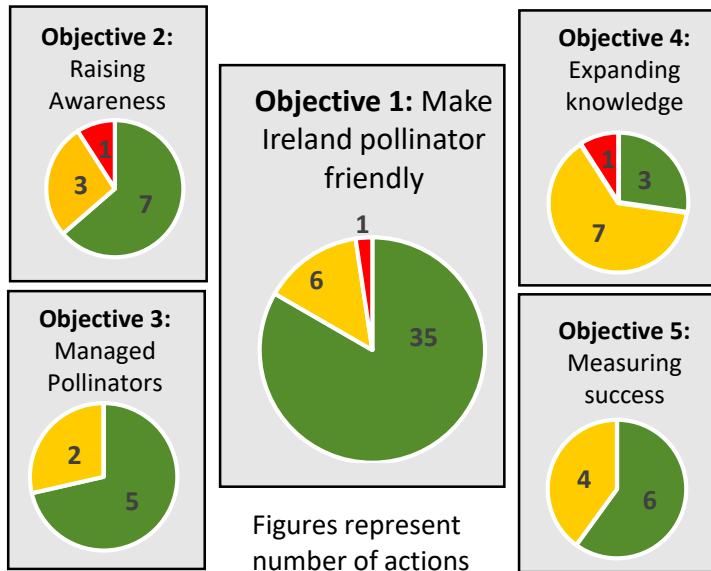 Objective 2:
Raising
Awareness
1
3
7
Objective 1: Make
Ireland pollinator
friendly
1
6
35
Objective 4:
Expanding
knowledge
1
3
7
Objective 3:
Managed
Pollinators
2
5
Objective 5:
Measuring
success
4
6
Figures represent
number of actions